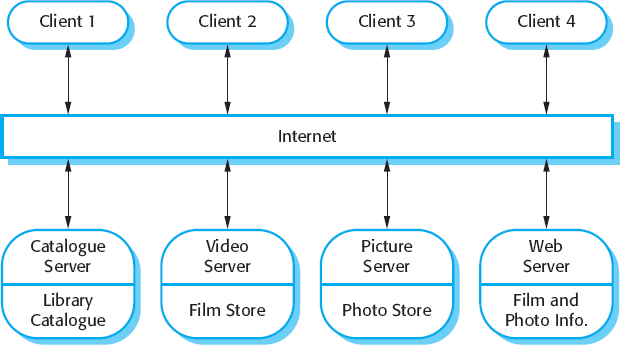 Client 1
Client 2
Client 3
Client 4
Internet
Catalogue
Server
Library
Catalogue
Video
Server
Film Store
Picture
Server
Photo Store
Web
Server
Film and
Photo Info.